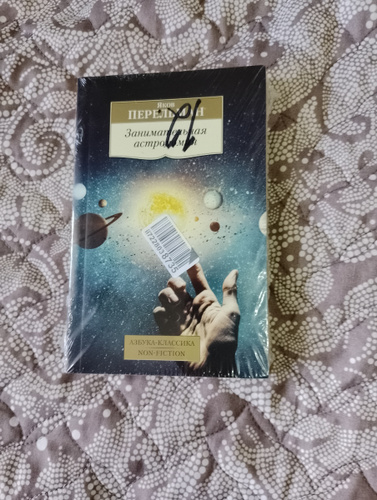 Яков
ПЕРЕЛЬМАН
Занимательная
астрономия
АЗБУКА-КЛАССИКА
NON-FICTION